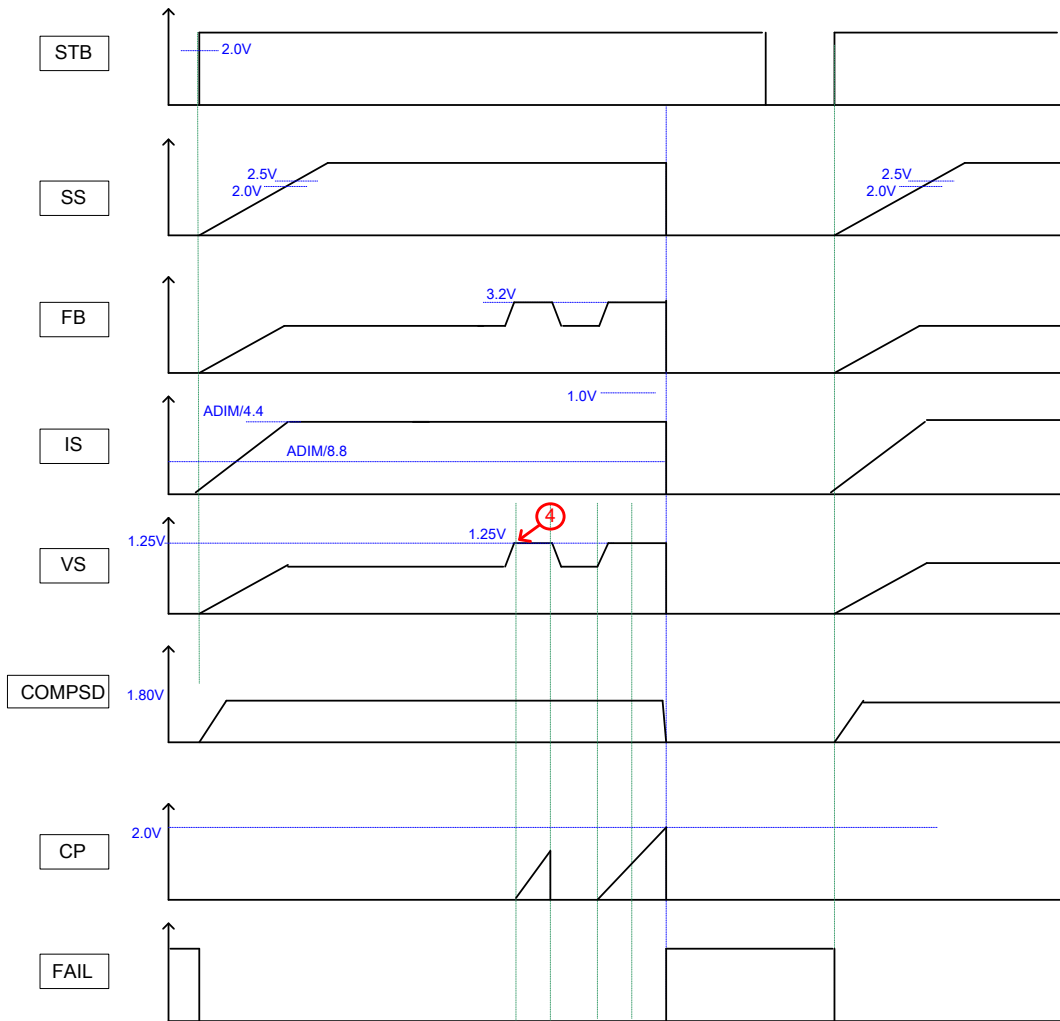 STB
2.0V
SS
2.5V
2.0V
2.5V
2.0V
FB
3.2V
IS
ADIM/4.4
1.0V
ADIM/8.8
VS
1.25V
1.25V
4
COMPSD
1.80V
CP
2.0V
FAIL